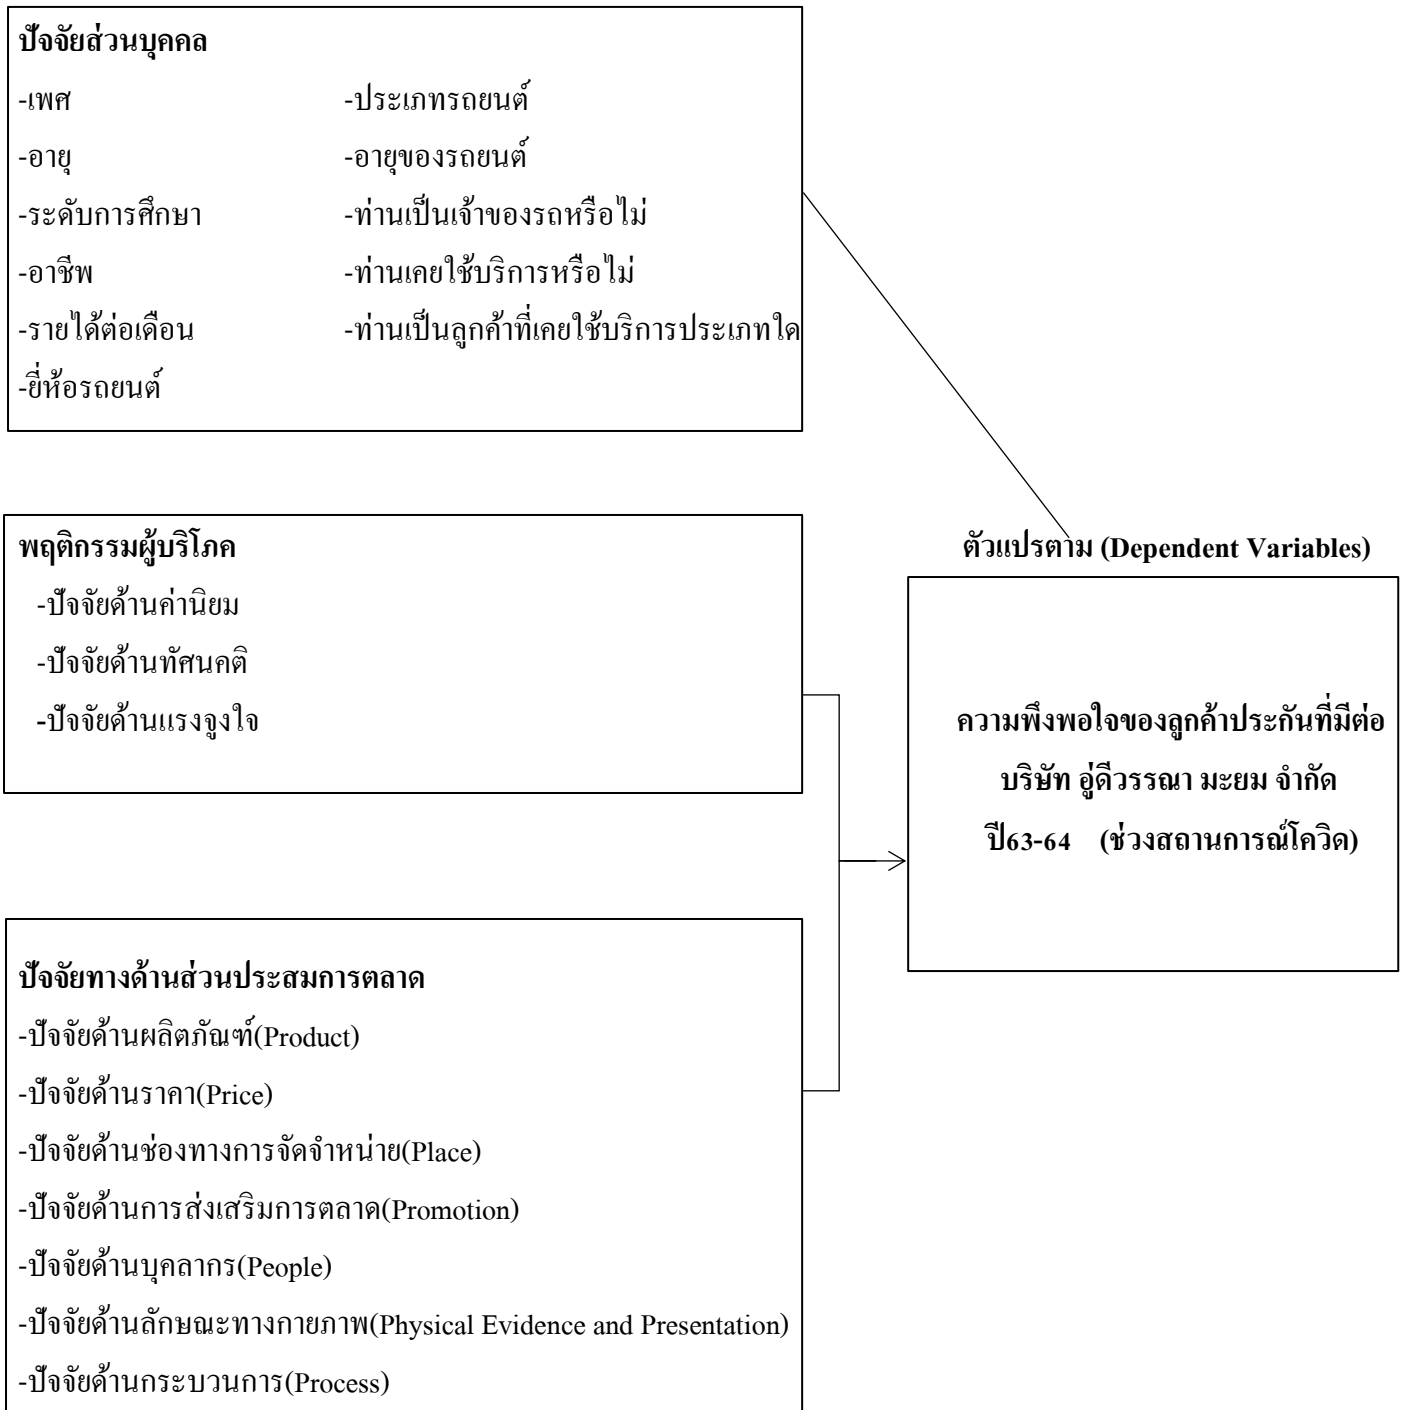 ปัจจัยส่วนบุคคล
-เพศ -ประเภทรถยนต์
-อายุ -อายุของรถยนต์
-ระดับการศึกษา -ท่านเป็นเจ้าของรถหรือไม่
-อาชีพ -ท่านเคยใช้บริการหรือไม่
-รายได้ต่อเดือน -ท่านเป็นลูกค้าที่เคยใช้บริการประเภทใด
-ยี่ห้อรถยนต์
พฤติกรรมผู้บริโภค
-ปัจจัยด้านค่านิยม
-ปัจจัยด้านทัศนคติ
-ปัจจัยด้านแรงจูงใจ
ตัวแปรตาม (Dependent Variables)
ความพึงพอใจของลูกค้าประกันที่มีต่อ
บริษัท อู่ดีวรรณา มะยม จำกัด
ปี63-64 (ช่วงสถานการณ์โควิด)
ปัจจัยทางด้านส่วนประสมการตลาด
-ปัจจัยด้านผลิตภัณฑ์(Product)
-ปัจจัยด้านราคา(Price)
-ปัจจัยด้านช่องทางการจัดจำหน่าย(Place)
-ปัจจัยด้านการส่งเสริมการตลาด(Promotion)
-ปัจจัยด้านบุคลากร(People)
-ปัจจัยด้านลักษณะทางกายภาพ(Physical Evidence and Presentation)
-ปัจจัยด้านกระบวนการ(Process)